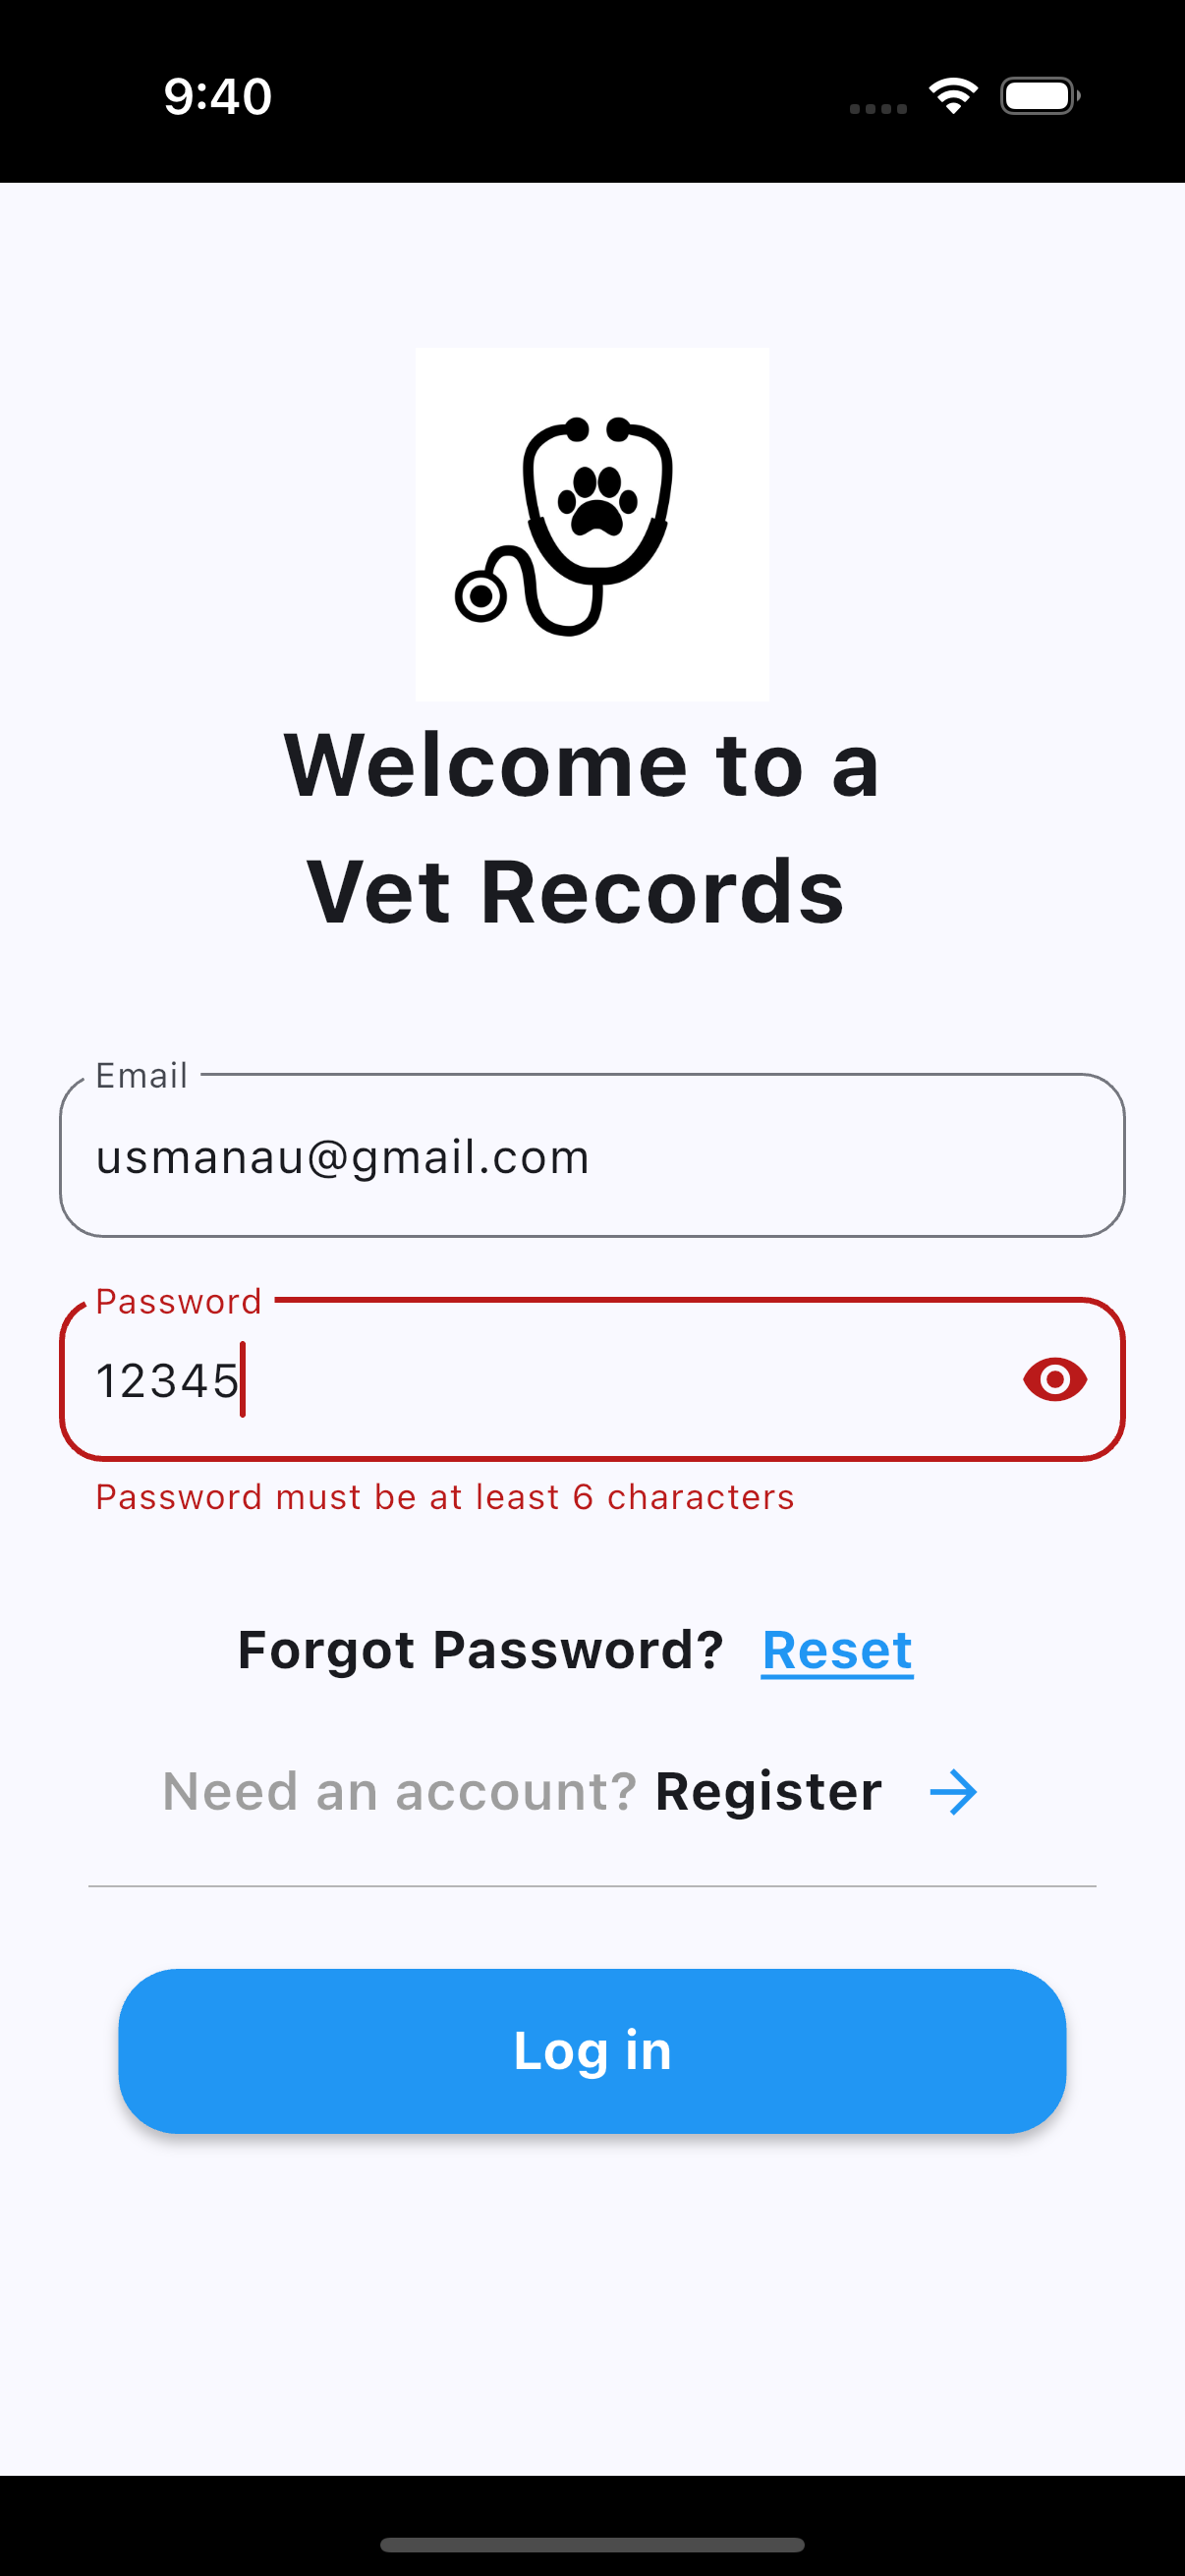 9:40
Welcome to a
Vet Records
Email
usmanau@gmail.com
Password
12345
Password must be at least 6 characters
Forgot Password? Reset
Need an account? Register
Log in